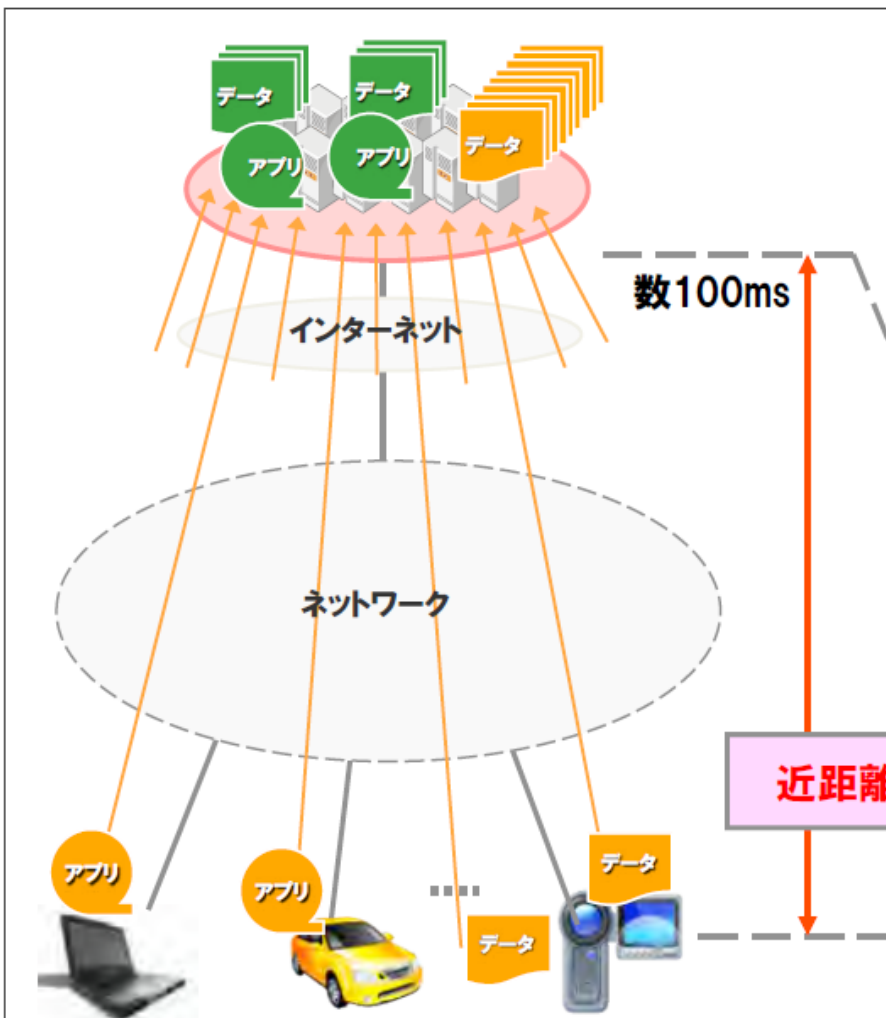 データ
データ
データ
アプリ
アプリ
数100ms
インターネット
ネットワーク
近距離
アプリ
アプリ
データ
データ